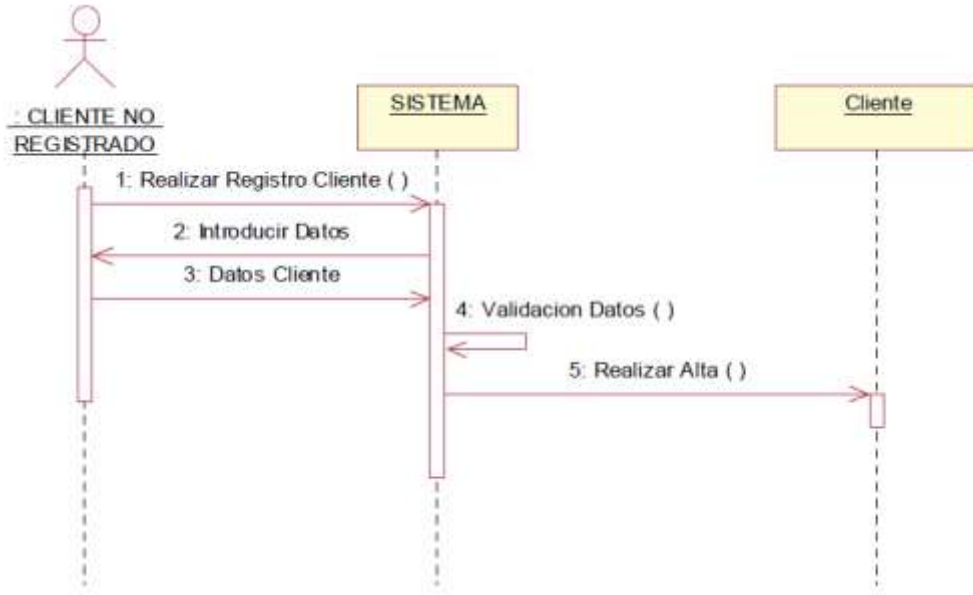 : CLIENTE NO
REGISTRADO
SISTEMA
Cliente
1: Realizar Registro Cliente ( )
2: Introducir Datos
3: Datos Cliente
4: Validacion Datos ( )
5: Realizar Alta ( )